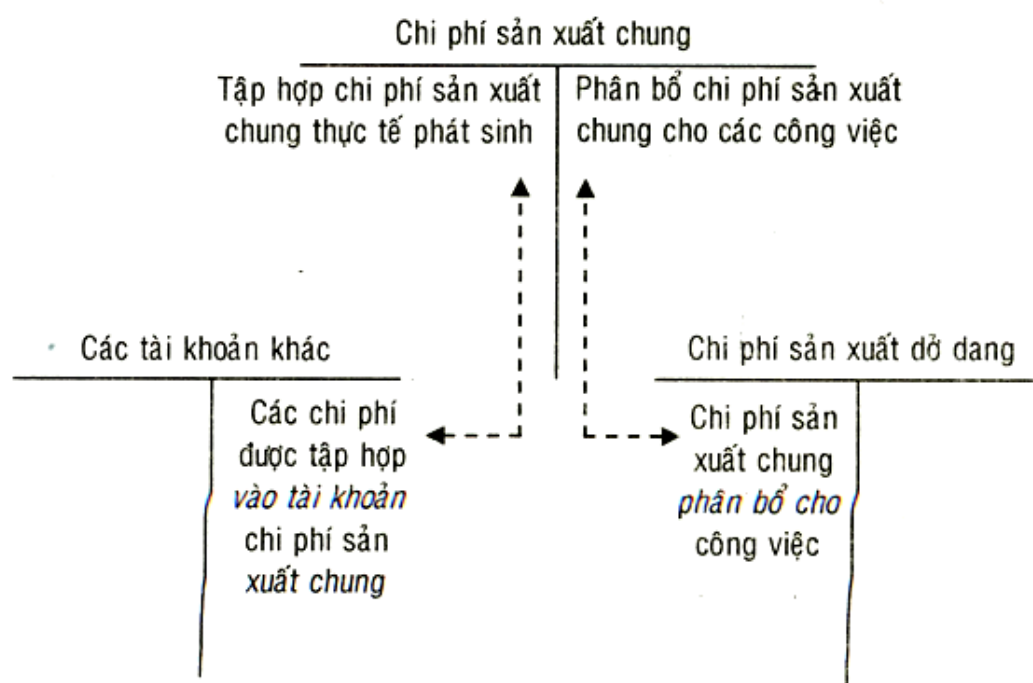 Chi phí sản xuất chung
Tập hợp chi phí sản xuất
chung thực tế phát sinh
Phân bổ chi phí sản xuất
chung cho các công việc
Các tài khoản khác
Các chi phí
được tập hợp
vào tài khoản
chi phí sản
xuất chung
Chi phí sản xuất dở dang
Chi phí sản
xuất chung
phân bổ cho
công việc